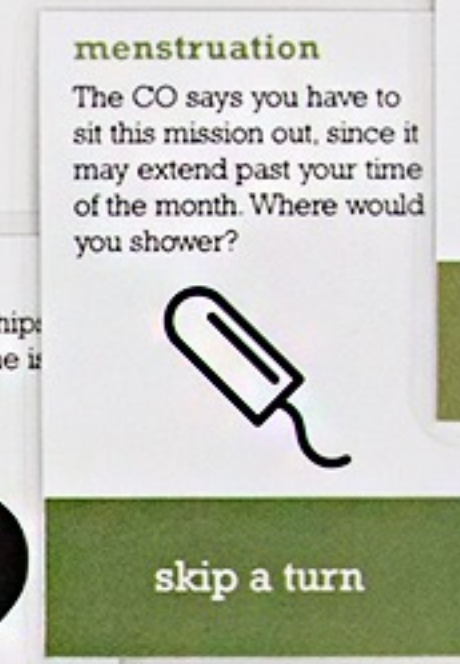 menstruation
The CO says you have to
sit this mission out, since it
may extend past your time
of the month. Where would
you shower?
skip a turn